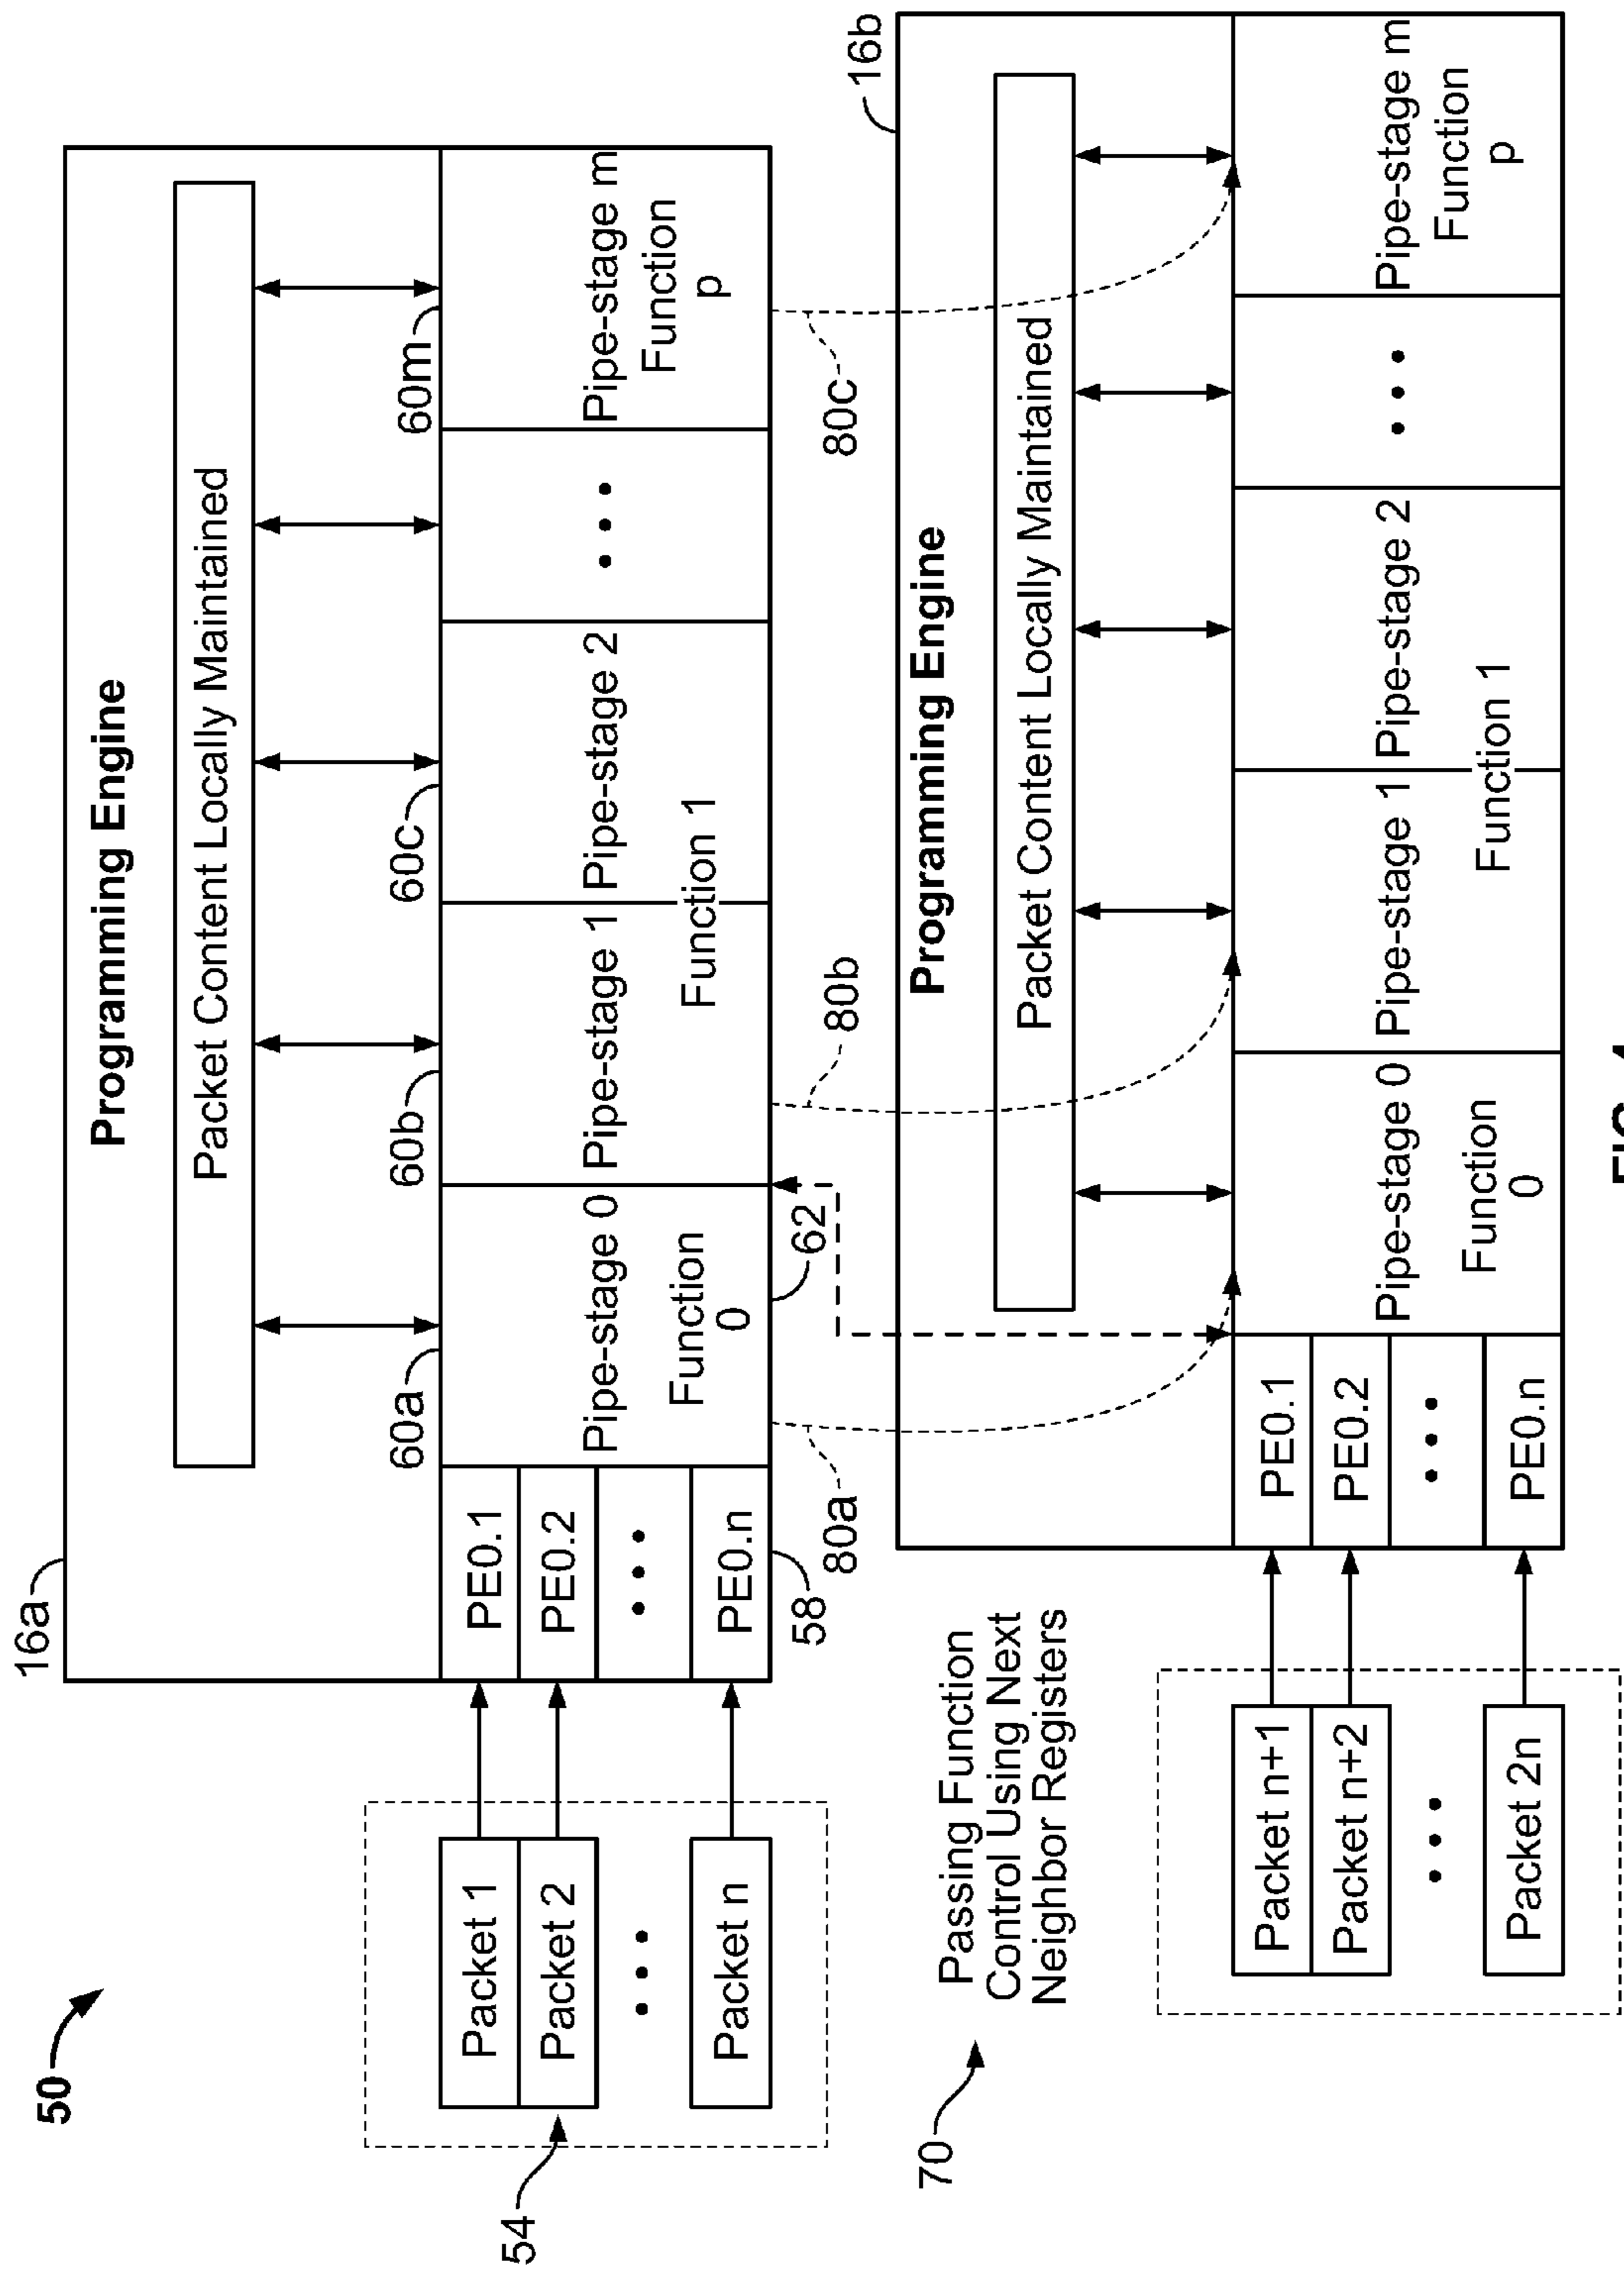 50
16a
Programming Engine
Packet Content Locally Maintained
60a
60b
60c
60m
54
Packet 1
Packet 2
Packet n
PE0.1
PE0.2
PE0.n
58
Pipe-stage 0
Function
0
62
Pipe-stage 1
Pipe-stage 2
Function 1
Pipe-stage m
Function
p
80a
80b
80c
70
Passing Function
Control Using Next
Neighbor Registers
16b
Programming Engine
Packet Content Locally Maintained
Packet n+1
Packet n+2
Packet 2n
PE0.1
PE0.2
PE0.n
Pipe-stage 0
Function
0
Pipe-stage 1
Pipe-stage 2
Function 1
Pipe-stage m
Function
p